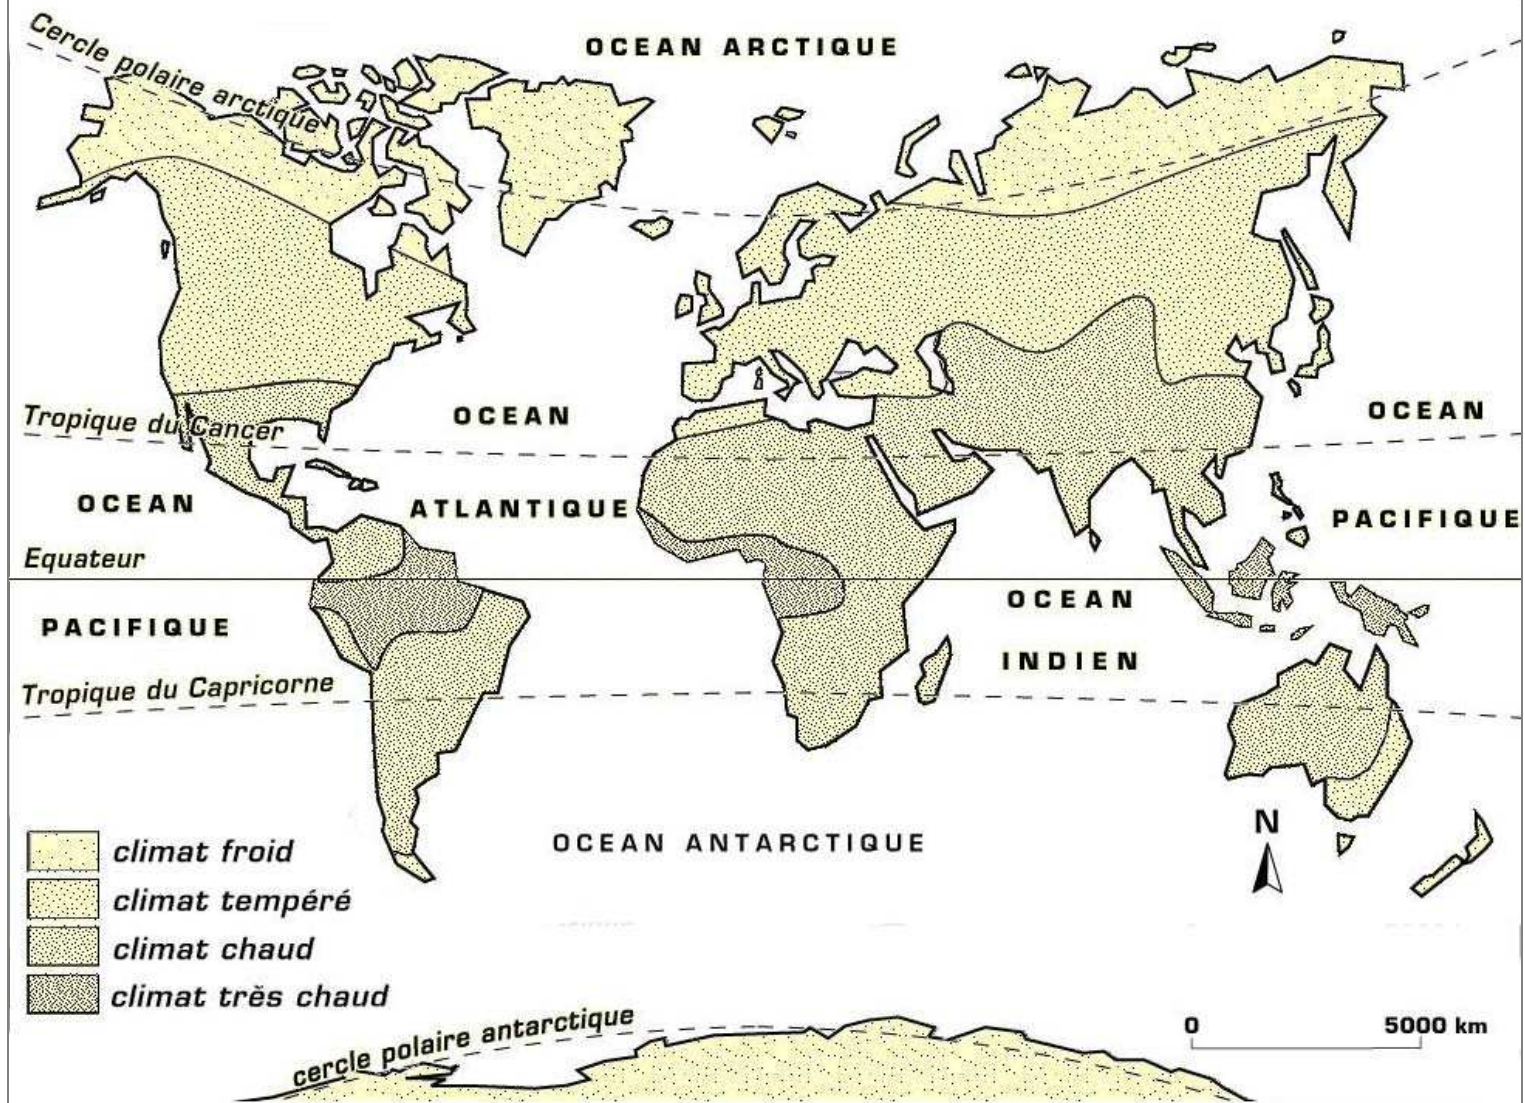 Cercle polaire arctique
OCEAN ARCTIQUE
Tropique du Cancer
OCEAN
OCEAN
OCEAN
ATLANTIQUE
PACIFIQUE
Equateur
OCEAN
PACIFIQUE
INDIEN
Tropique du Capricorne
N
OCEAN ANTARCTIQUE
climat froid
climat tempéré
climat chaud
climat très chaud
cercle polaire antarctique
0 5000 km